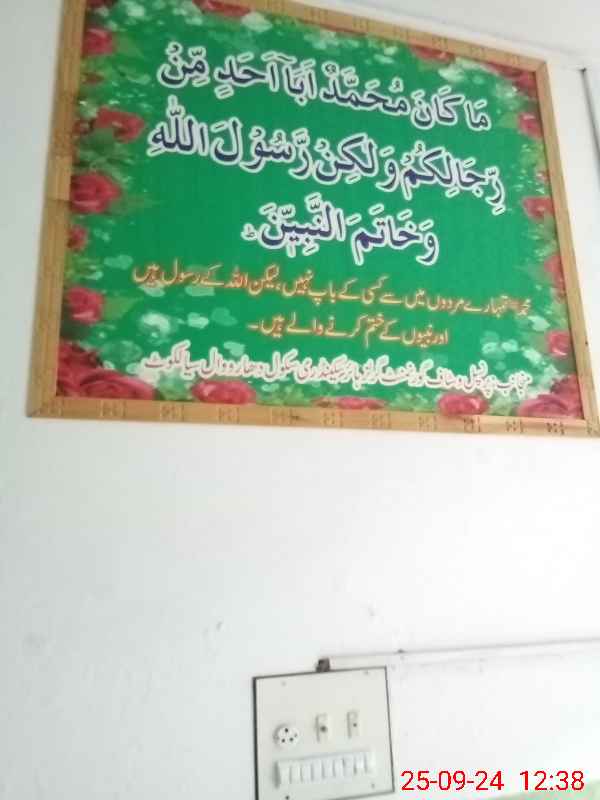 مَا كَانَ مُحَمَّدٌ اَبَآ اَحَدٍ مِّنْ
رِّجَالِكُمْ وَلٰكِنْ رَّسُوْلَ اللّٰهِ
وَخَاتَمَ النَّبِيّٖنَ ؕ
محمدﷺ تمہارے مردوں میں سے کسی کے باپ نہیں، لیکن اللہ کے رسول ہیں
اور نبیوں کے ختم کرنے والے ہیں۔
منجانب: پرنسپل و سٹاف گورنمنٹ گرلز ہائر سیکنڈری سکول دھاروال سیالکوٹ
25-09-24 12:38